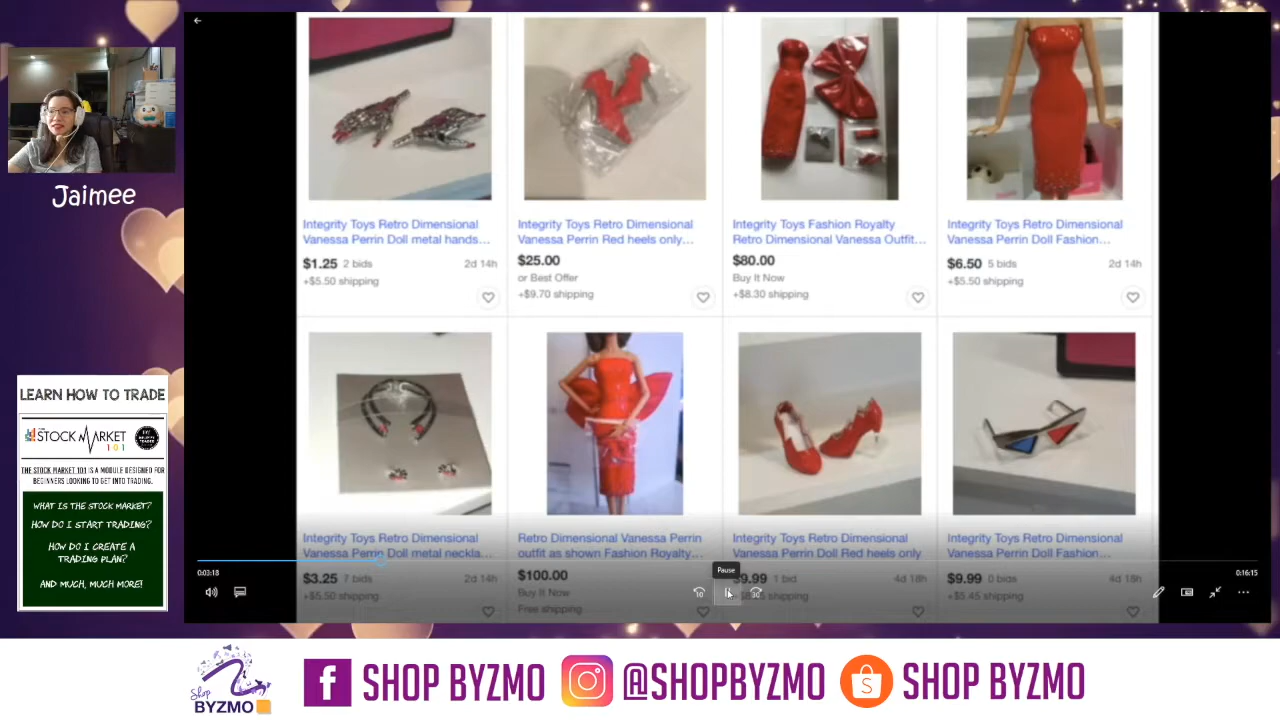 Jaimee
Integrity Toys Retro Dimensional
Vanessa Perrin Doll metal hands...
$1.25 2 bids 2d 14h
+$5.50 shipping
Integrity Toys Retro Dimensional
Vanessa Perrin Red heels only...
$25.00
or Best Offer
+$9.70 shipping
Integrity Toys Fashion Royalty
Retro Dimensional Vanessa Outfit...
$80.00
Buy It Now
+$8.30 shipping
Integrity Toys Retro Dimensional
Vanessa Perrin Doll Fashion...
$6.50 5 bids 2d 14h
+$5.50 shipping
Integrity Toys Retro Dimensional
Vanessa Perrin Doll metal neckla...
$3.25 7 bids 2d 14h
+$5.50 shipping
Retro Dimensional Vanessa Perrin
outfit as shown Fashion Royalty...
$100.00
Buy It Now
Free shipping
Integrity Toys Retro Dimensional
Vanessa Perrin Doll Red heels only
$9.99 1 bid 4d 18h
shipping
Integrity Toys Retro Dimensional
Vanessa Perrin Doll Fashion...
$9.99 0 bids 4d 18h
+$5.45 shipping
Pause
0:03:18
0:16:15
10
30
LEARN HOW TO TRADE
STOCK MARKET
101
THE STOCK MARKET 101 IS A MODULE DESIGNED FOR
BEGINNERS LOOKING TO GET INTO TRADING.
WHAT IS THE STOCK MARKET?
HOW DO I START TRADING?
HOW DO I CREATE A
TRADING PLAN?
AND MUCH, MUCH MORE!
Shop
BYZMO
SHOP BYZMO
@SHOPBYZMO
SHOP BYZMO